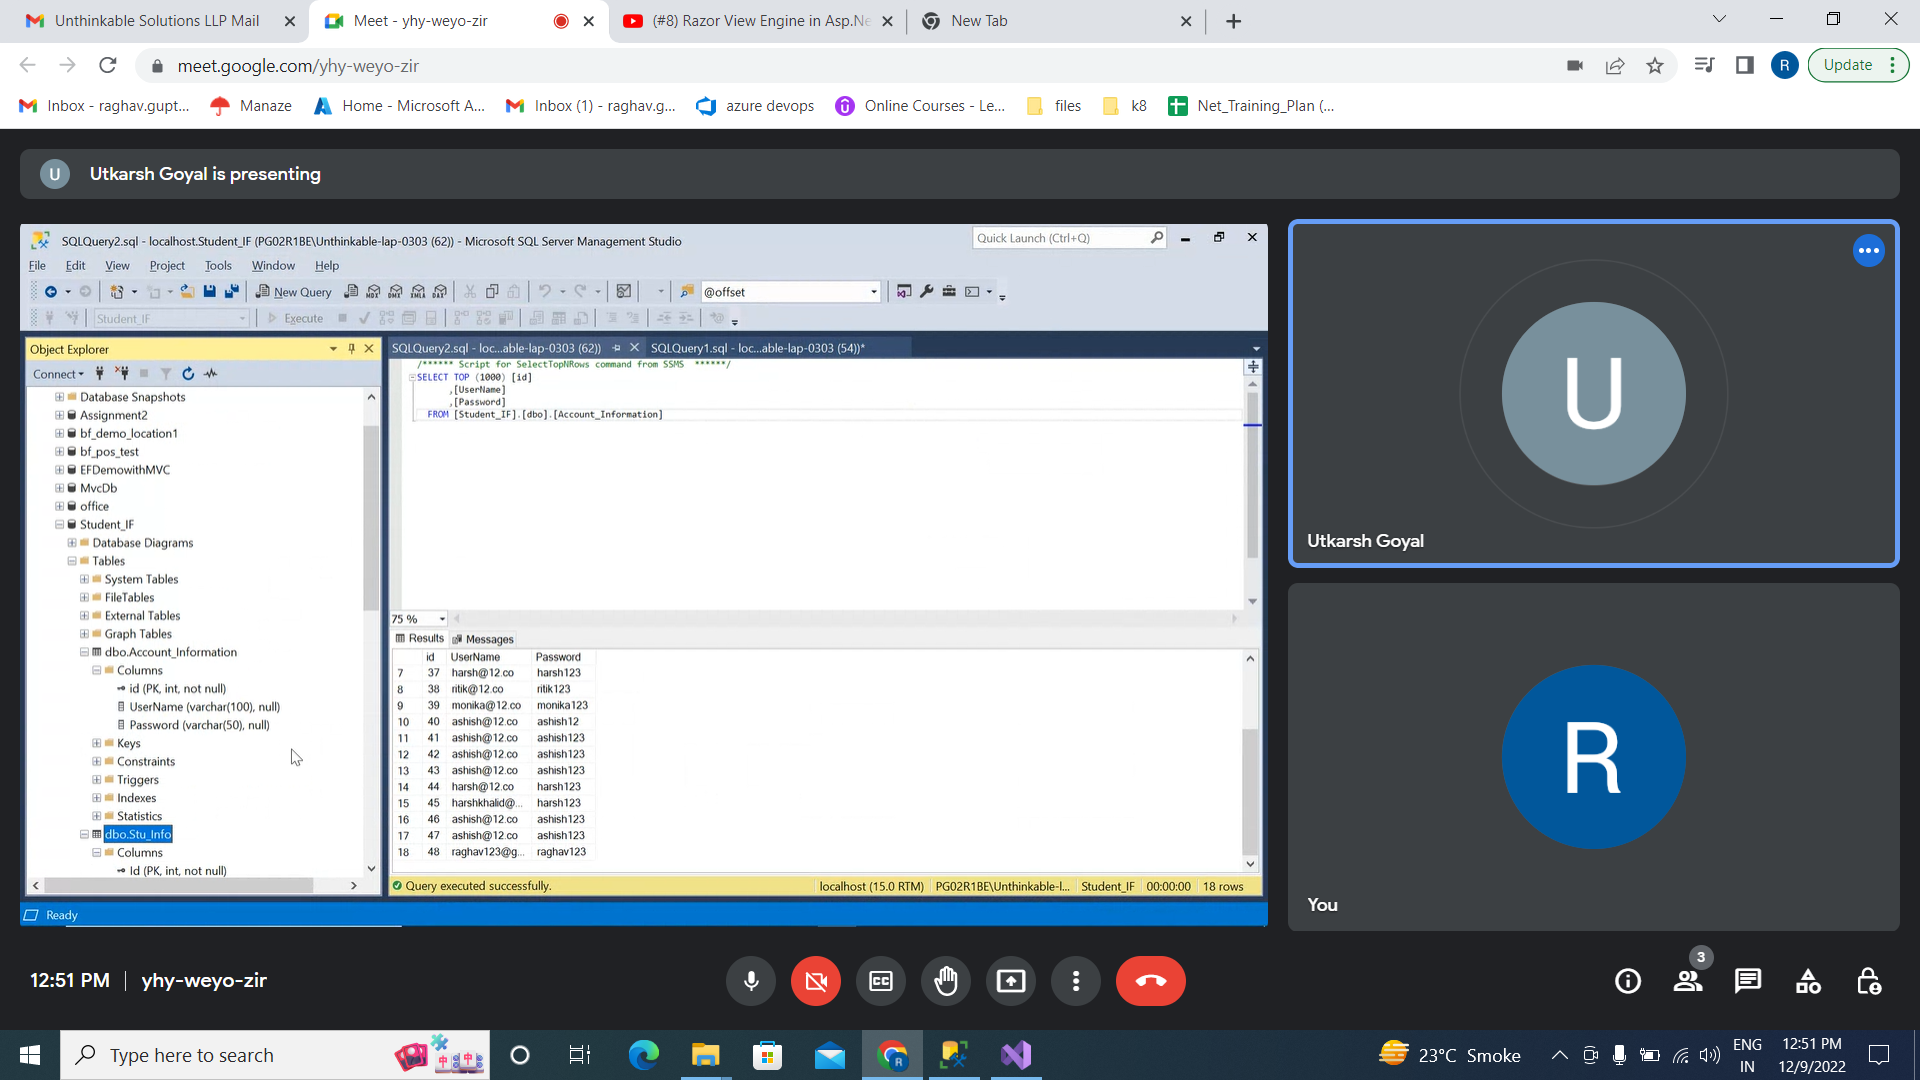 Unthinkable Solutions LLP Mail
Meet - yhy-weyo-zir
(#8) Razor View Engine in Asp.Ne
New Tab
meet.google.com/yhy-weyo-zir
R
Update
Inbox - raghav.gupt...
Manaze
Home - Microsoft A...
Inbox (1) - raghav.g...
azure devops
Online Courses - Le...
files
k8
Net_Training_Plan (...
U
Utkarsh Goyal is presenting
SQLQuery2.sql - localhost.Student_IF (PG02R1BE\Unthinkable-lap-0303 (62)) - Microsoft SQL Server Management Studio
Quick Launch (Ctrl+Q)
File Edit View Project Tools Window Help
New Query
@offset
Student_IF
Execute
Object Explorer
Connect
Database Snapshots
Assignment2
bf_demo_location1
bf_pos_test
EFDemowithMVC
MvcDb
office
Student_IF
Database Diagrams
Tables
System Tables
FileTables
External Tables
Graph Tables
dbo.Account_Information
Columns
id (PK, int, not null)
UserName (varchar(100), null)
Password (varchar(50), null)
Keys
Constraints
Triggers
Indexes
Statistics
dbo.Stu_Info
Columns
Id (PK, int, not null)
SQLQuery2.sql - loc...able-lap-0303 (62))
SQLQuery1.sql - loc...able-lap-0303 (54))*
/****** Script for SelectTopNRows command from SSMS ******/
SELECT TOP (1000) [id]
,[UserName]
,[Password]
FROM [Student_IF].[dbo].[Account_Information]
75 %
Results
Messages
id UserName Password
7 37 harsh@12.co harsh123
8 38 ritik@12.co ritik123
9 39 monika@12.co monika123
10 40 ashish@12.co ashish12
11 41 ashish@12.co ashish123
12 42 ashish@12.co ashish123
13 43 ashish@12.co ashish123
14 44 harsh@12.co harsh123
15 45 harshkhalid@... harsh123
16 46 ashish@12.co ashish123
17 47 ashish@12.co ashish123
18 48 raghav123@g... raghav123
Query executed successfully.
localhost (15.0 RTM)
PG02R1BE\Unthinkable-l...
Student_IF
00:00:00
18 rows
Ready
U
Utkarsh Goyal
R
You
12:51 PM
yhy-weyo-zir
3
Type here to search
23°C Smoke
ENG
IN
12:51 PM
12/9/2022